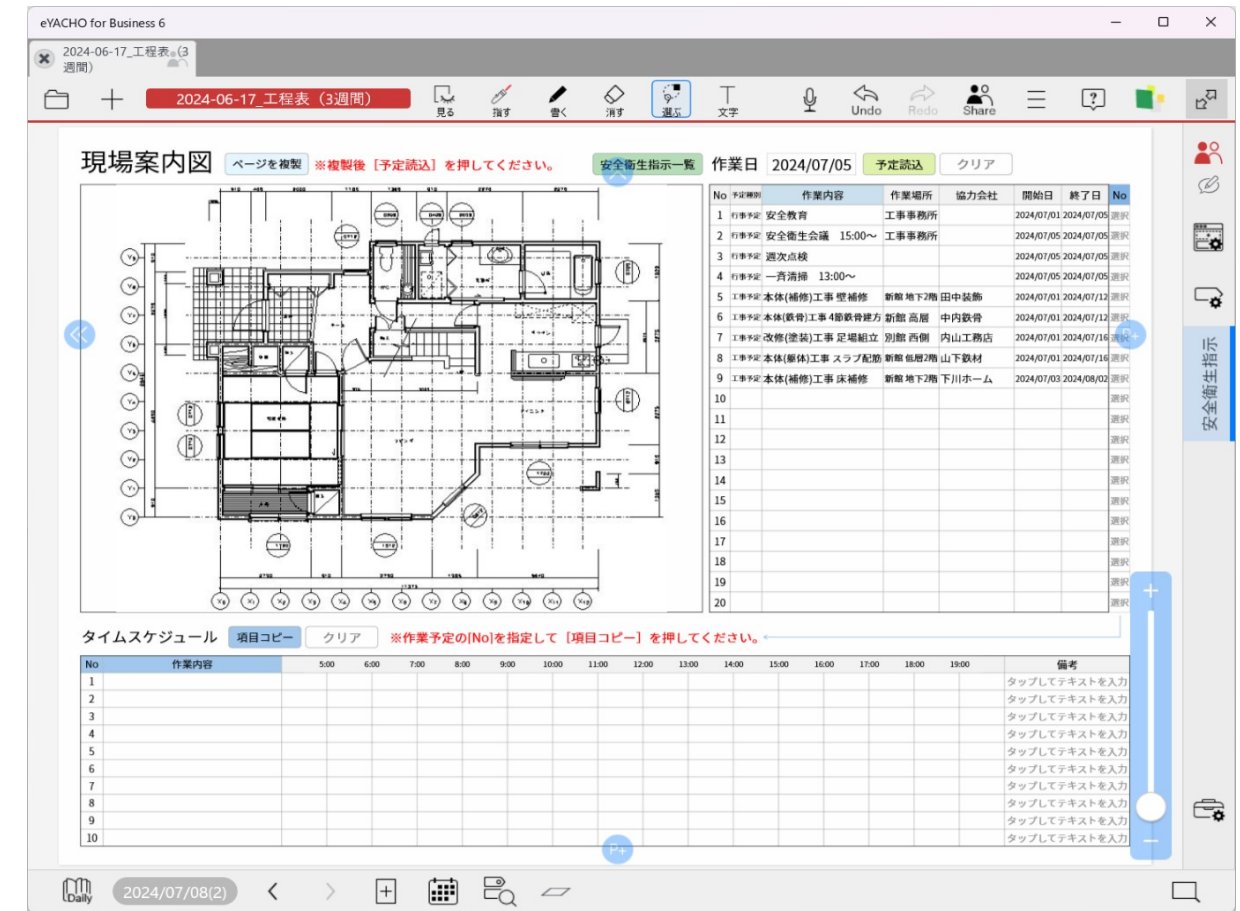 eYACHO for Business 6
2024-06-17_工程表 (3週間)
2024-06-17_工程表（3週間）
見る 指す 書く 消す 選ぶ 文字 Undo Redo Share
現場案内図 ページを複製 ※複製後［予定読込］を押してください。 安全衛生指示一覧 作業日 2024/07/05 予定読込 クリア
No 予定種別 作業内容 作業場所 協力会社 開始日 終了日 No
1 行事予定 安全教育 工事事務所 2024/07/01 2024/07/05 選択
2 行事予定 安全衛生会議 15:00～ 工事事務所 2024/07/05 2024/07/05 選択
3 行事予定 週次点検 2024/07/05 2024/07/05 選択
4 行事予定 一斉清掃 13:00～ 2024/07/05 2024/07/05 選択
5 工事予定 本体(補修)工事 壁補修 新館 地下2階 田中装飾 2024/07/01 2024/07/12 選択
6 工事予定 本体(鉄骨)工事 4節鉄骨建方 新館 高層 中内鉄骨 2024/07/01 2024/07/12 選択
7 工事予定 改修(塗装)工事 足場組立 別館 西側 内山工務店 2024/07/01 2024/07/16 選択
8 工事予定 本体(躯体)工事 スラブ配筋 新館 低層2階 山下鉄材 2024/07/01 2024/07/16 選択
9 工事予定 本体(補修)工事 床補修 新館 地下2階 下川ホーム 2024/07/03 2024/08/02 選択
10 選択
11 選択
12 選択
13 選択
14 選択
15 選択
16 選択
17 選択
18 選択
19 選択
20 選択
安全衛生指示
タイムスケジュール 項目コピー クリア ※作業予定の[No]を指定して［項目コピー］を押してください。
No 作業内容 5:00 6:00 7:00 8:00 9:00 10:00 11:00 12:00 13:00 14:00 15:00 16:00 17:00 18:00 19:00 備考
1 タップしてテキストを入力
2 タップしてテキストを入力
3 タップしてテキストを入力
4 タップしてテキストを入力
5 タップしてテキストを入力
6 タップしてテキストを入力
7 タップしてテキストを入力
8 タップしてテキストを入力
9 タップしてテキストを入力
10 タップしてテキストを入力
P+
Daily 2024/07/08(2)